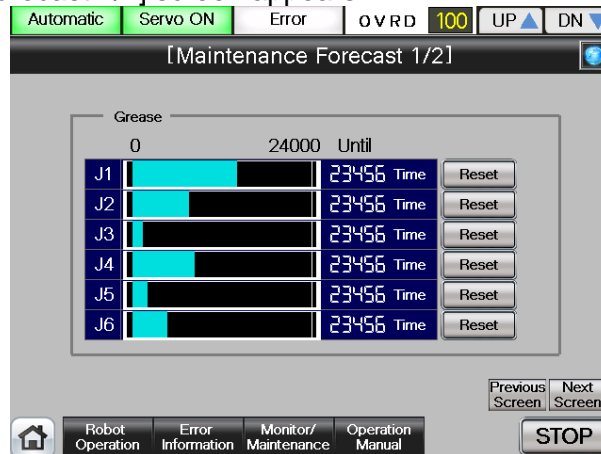 Automatic Servo ON Error OVRD 100 UP DN
[Maintenance Forecast 1/2]
Grease
0 24000 Until
J1 23456 Time Reset
J2 23456 Time Reset
J3 23456 Time Reset
J4 23456 Time Reset
J5 23456 Time Reset
J6 23456 Time Reset
Previous Screen Next Screen
Robot Operation Error Information Monitor/ Maintenance Operation Manual STOP